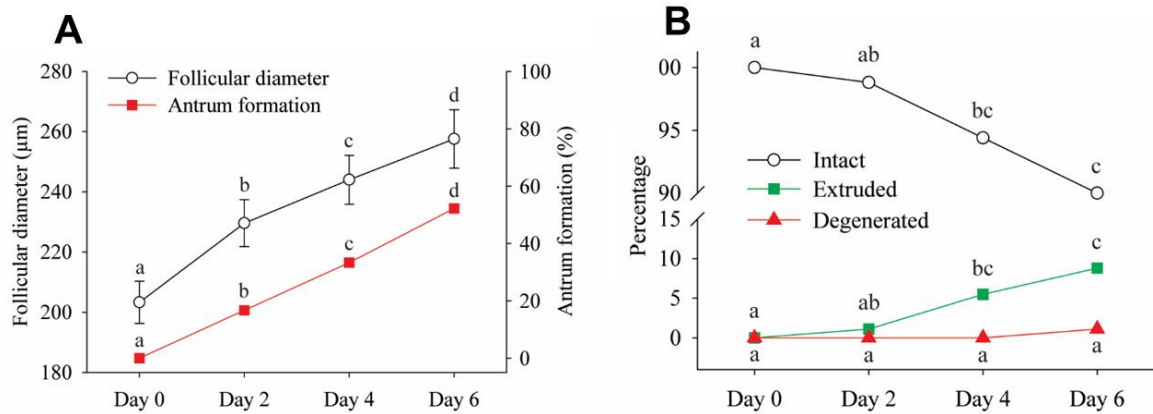 A
280
260
240
220
200
180
Follicular diameter (µm)
Follicular diameter
Antrum formation
a
b
c
d
a
b
c
d
100
80
60
40
20
0
Antrum formation (%)
Day 0 Day 2 Day 4 Day 6
B
00
95
90
15
10
5
0
Percentage
a
ab
bc
c
Intact
Extruded
Degenerated
a
ab
bc
c
a
a
a
a
Day 0 Day 2 Day 4 Day 6